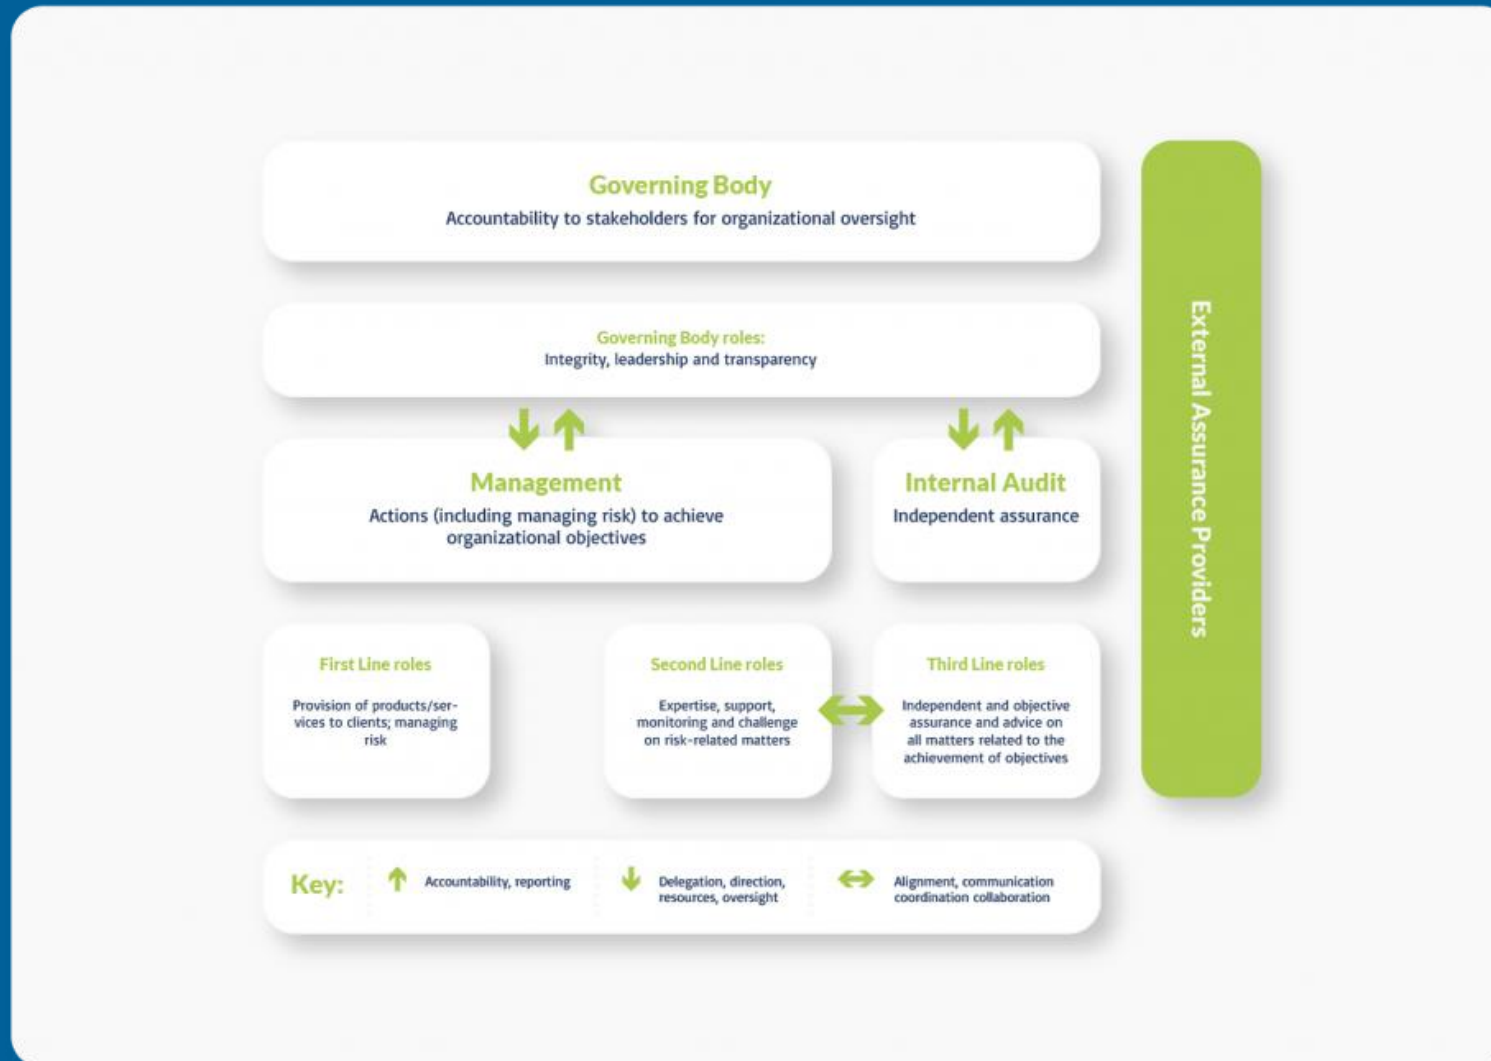 Governing Body
Accountability to stakeholders for organizational oversight
Governing Body roles:
Integrity, leadership and transparency
Management
Actions (including managing risk) to achieve
organizational objectives
Internal Audit
Independent assurance
First Line roles
Provision of products/ser-
vices to clients; managing
risk
Second Line roles
Expertise, support,
monitoring and challenge
on risk-related matters
Third Line roles
Independent and objective
assurance and advice on
all matters related to the
achievement of objectives
External Assurance Providers
Key:
Accountability, reporting
Delegation, direction,
resources, oversight
Alignment, communication
coordination collaboration